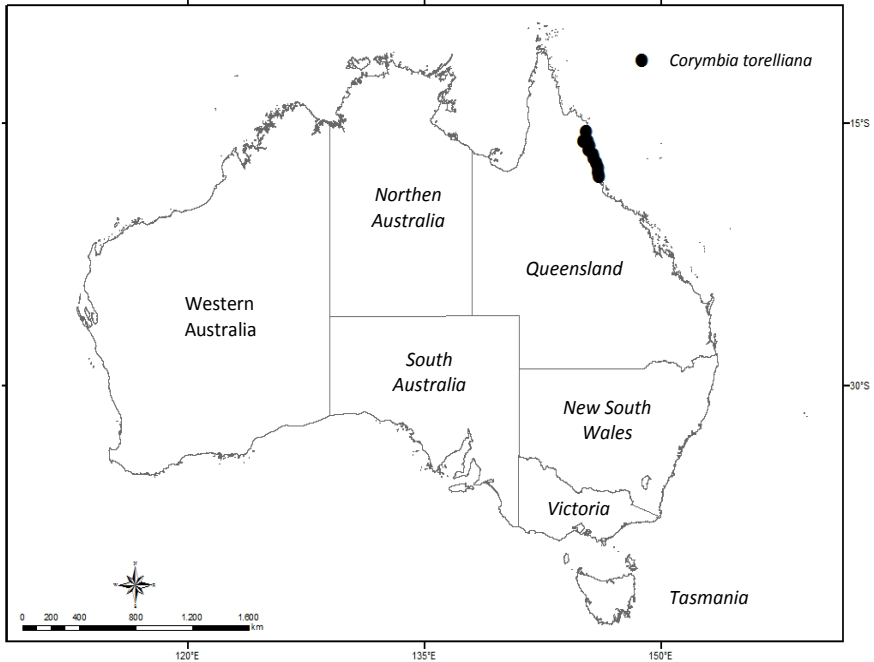 Corymbia torelliana
15°S
Northen
Australia
Queensland
Western
Australia
South
Australia
30°S
New South
Wales
Victoria
Tasmania
N
W
E
S
0 200 400 800 1.200 1.600
km
120°E 135°E 150°E